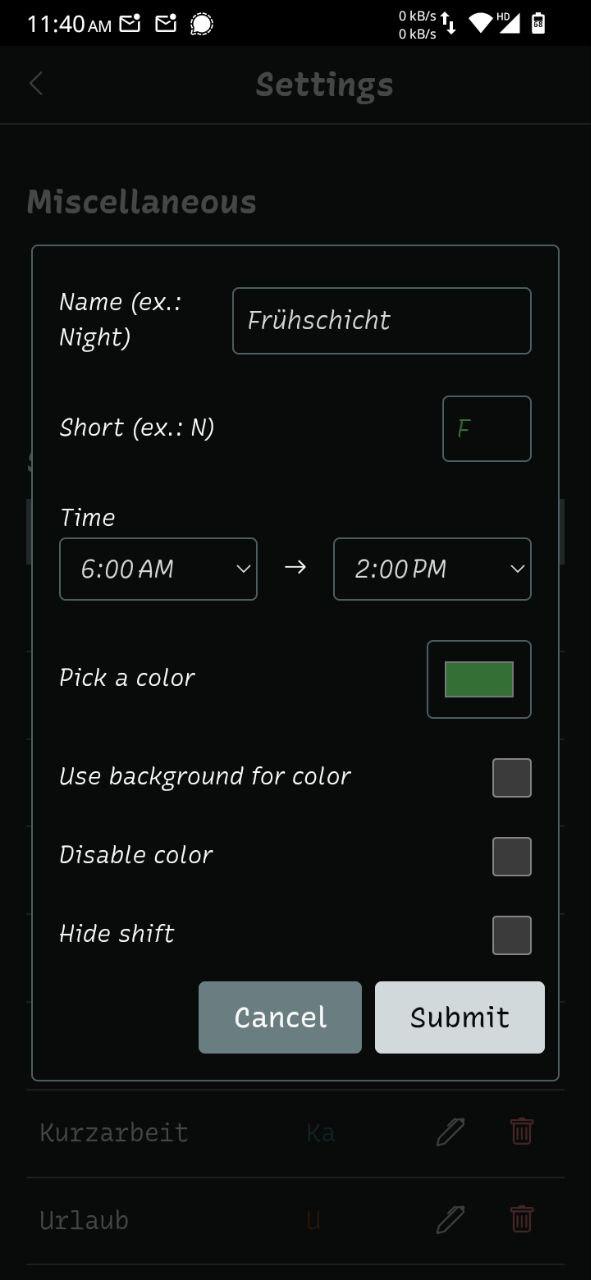 11:40 AM
0 kB/s
0 kB/s
HD
68
Settings
Miscellaneous
Name (ex.:
Night)
Frühschicht
Short (ex.: N)
F
Time
6:00 AM → 2:00 PM
Pick a color
Use background for color
Disable color
Hide shift
Cancel Submit
Kurzarbeit Ka
Urlaub U